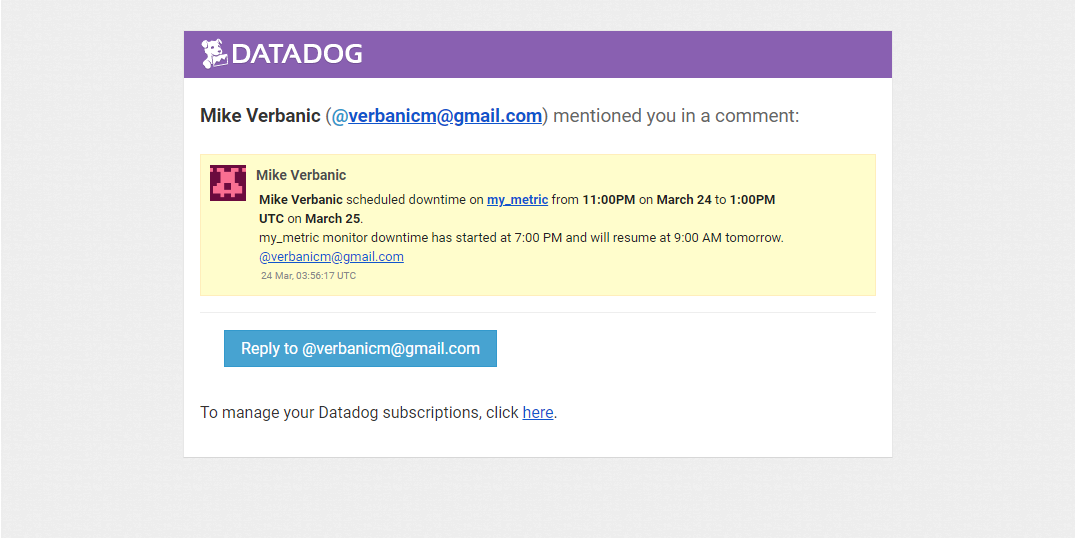 DATADOG
Mike Verbanic (@verbanicm@gmail.com) mentioned you in a comment:
Mike Verbanic
Mike Verbanic scheduled downtime on my_metric from 11:00PM on March 24 to 1:00PM
UTC on March 25.
my_metric monitor downtime has started at 7:00 PM and will resume at 9:00 AM tomorrow.
@verbanicm@gmail.com
24 Mar, 03:56:17 UTC
Reply to @verbanicm@gmail.com
To manage your Datadog subscriptions, click here.